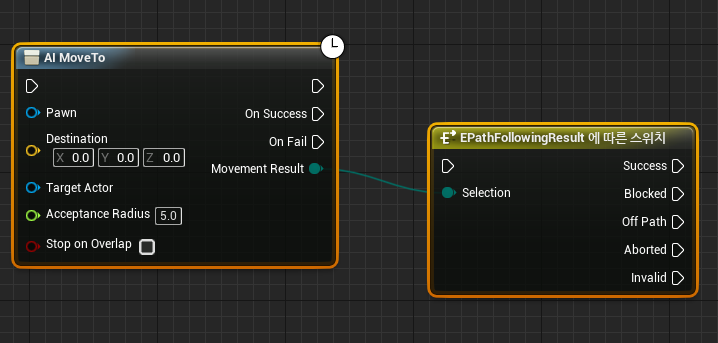 AI MoveTo
Pawn
On Success
Destination
X 0.0 Y 0.0 Z 0.0
On Fail
Movement Result
Target Actor
Acceptance Radius 5.0
Stop on Overlap
EPathFollowingResult 에 따른 스위치
Success
Selection
Blocked
Off Path
Aborted
Invalid